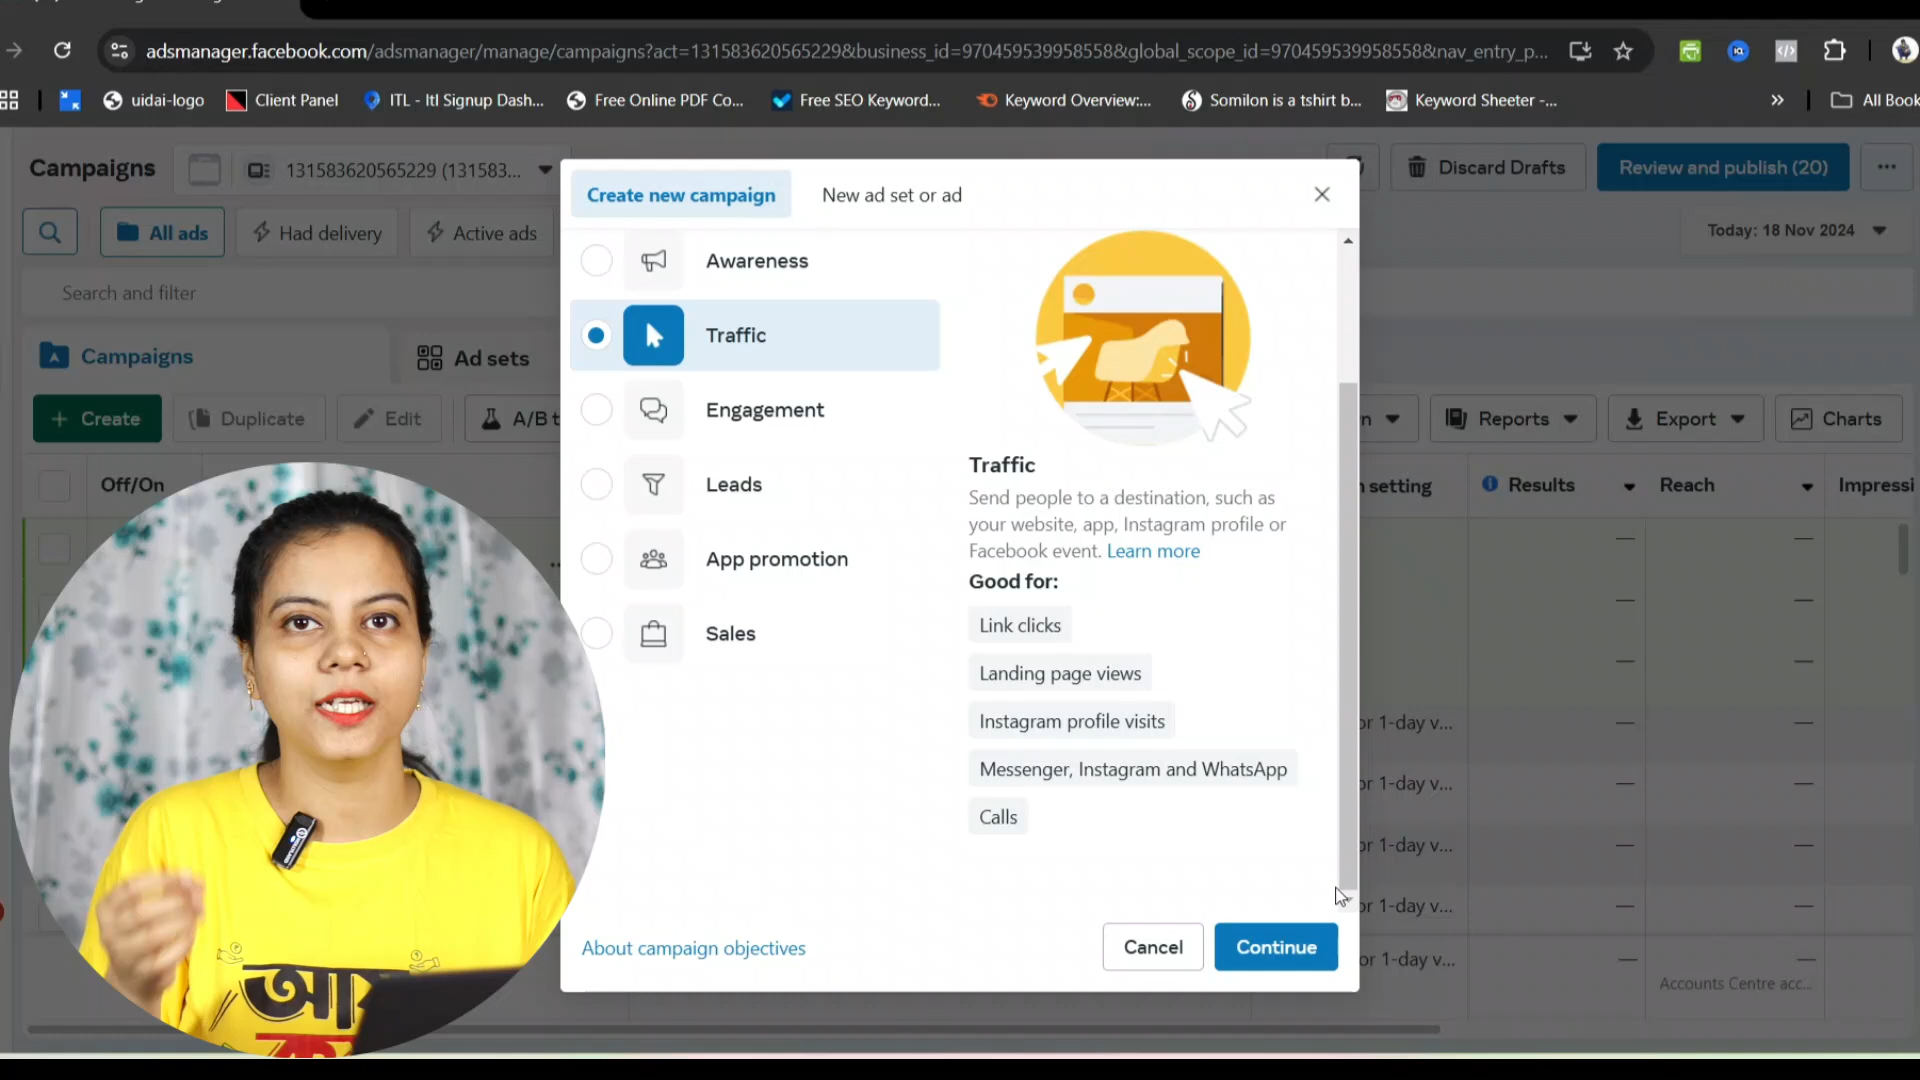 adsmanager.facebook.com/adsmanager/manage/campaigns?act=131583620565229&business_id=970459539958558&global_scope_id=970459539958558&nav_entry_p...
uidai-logo
Client Panel
ITL - Itl Signup Dash...
Free Online PDF Co...
Free SEO Keyword...
Keyword Overview:...
Somilon is a tshirt b...
Keyword Sheeter -...
»
All Book
Campaigns
131583620565229 (131583...
Discard Drafts
Review and publish (20)
...
All ads
Had delivery
Active ads
Today: 18 Nov 2024
Search and filter
Campaigns
Ad sets
+ Create
Duplicate
Edit
A/B t
n
Reports
Export
Charts
Off/On
n setting
Results
Reach
Impressi
or 1-day v...
or 1-day v...
or 1-day v...
or 1-day v...
or 1-day v...
Accounts Centre acc...
Create new campaign
New ad set or ad
Awareness
Traffic
Engagement
Leads
App promotion
Sales
Traffic
Send people to a destination, such as
your website, app, Instagram profile or
Facebook event. Learn more
Good for:
Link clicks
Landing page views
Instagram profile visits
Messenger, Instagram and WhatsApp
Calls
About campaign objectives
Cancel
Continue